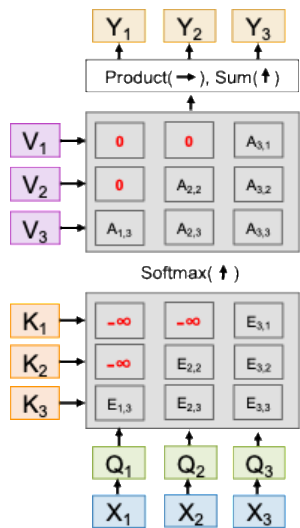 Y1 Y2 Y3
Product(→), Sum(↑)
V1 0 0 A3,1
V2 0 A2,2 A3,2
V3 A1,3 A2,3 A3,3
Softmax(↑)
K1 -∞ -∞ E3,1
K2 -∞ E2,2 E3,2
K3 E1,3 E2,3 E3,3
Q1 Q2 Q3
X1 X2 X3